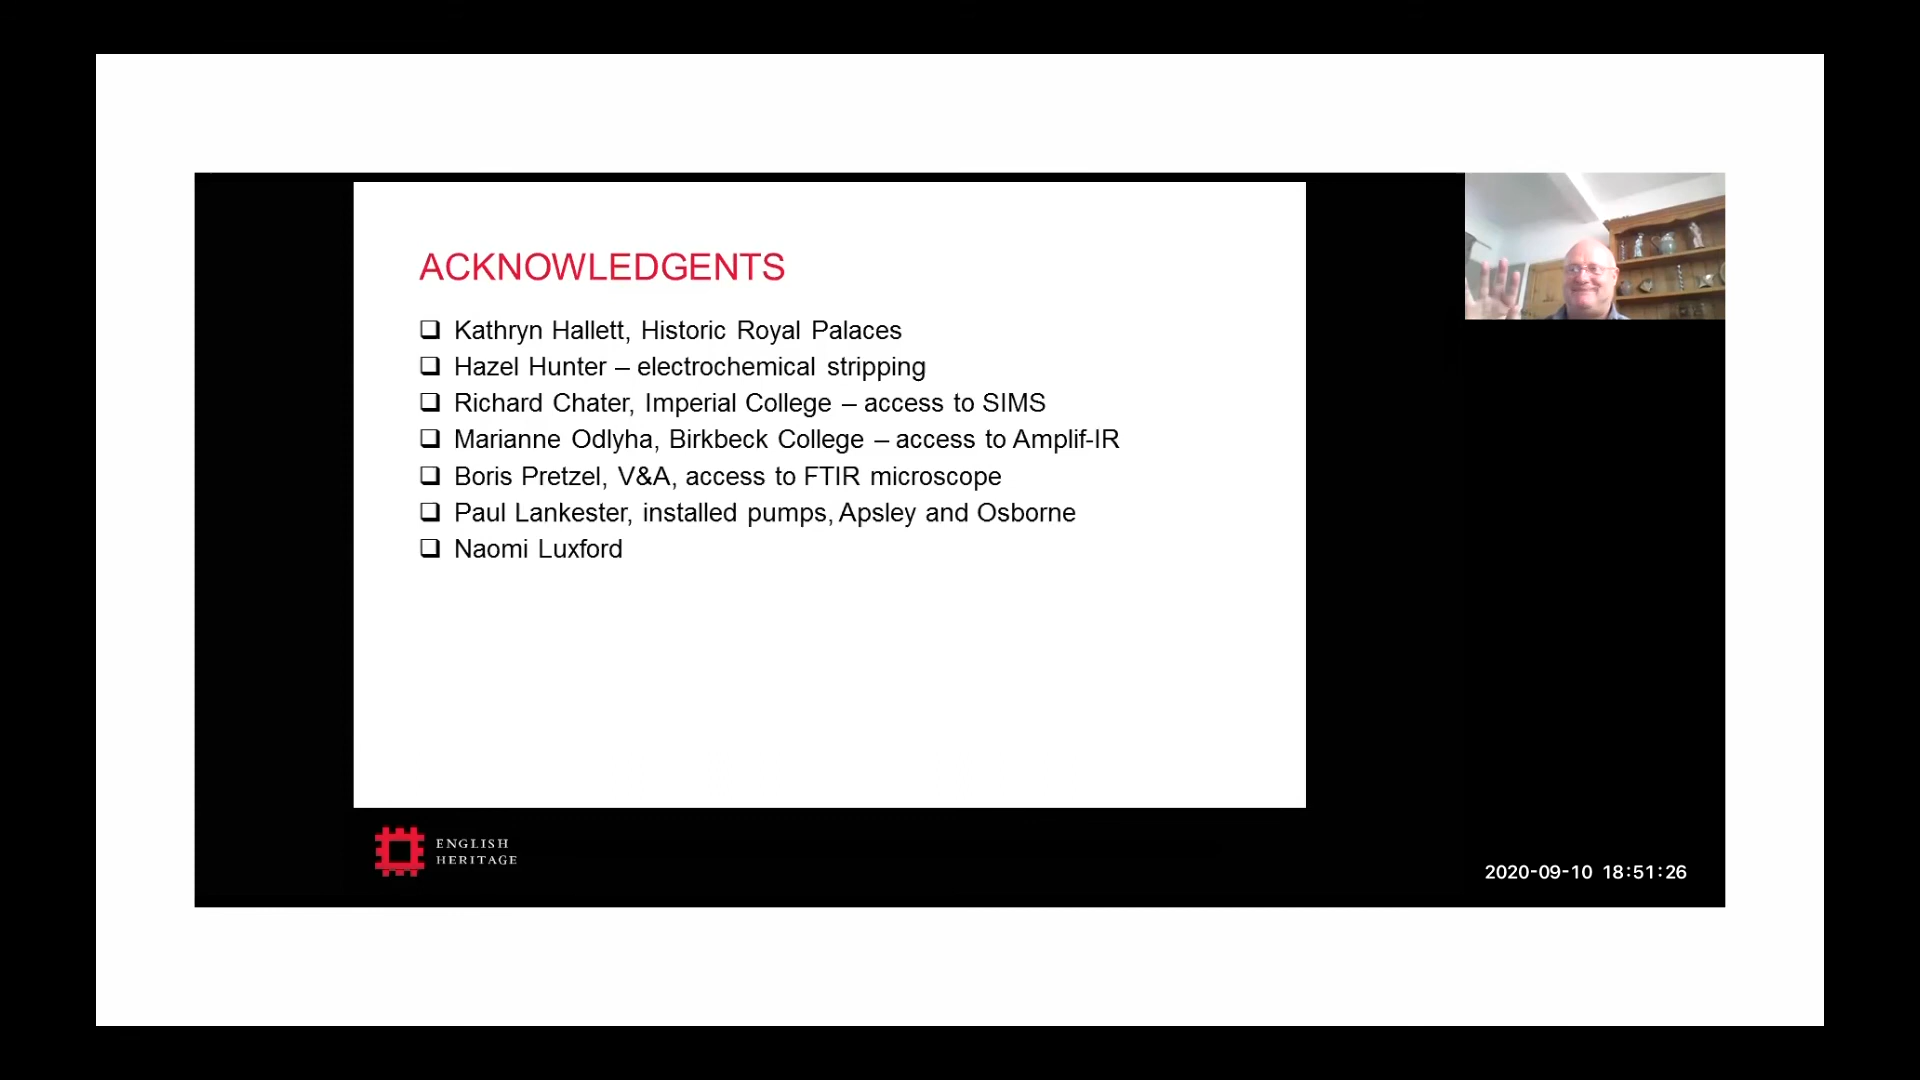 ACKNOWLEDGENTS
❑ Kathryn Hallett, Historic Royal Palaces
❑ Hazel Hunter – electrochemical stripping
❑ Richard Chater, Imperial College – access to SIMS
❑ Marianne Odlyha, Birkbeck College – access to Amplif-IR
❑ Boris Pretzel, V&A, access to FTIR microscope
❑ Paul Lankester, installed pumps, Apsley and Osborne
❑ Naomi Luxford
ENGLISH
HERITAGE
2020-09-10 18:51:26